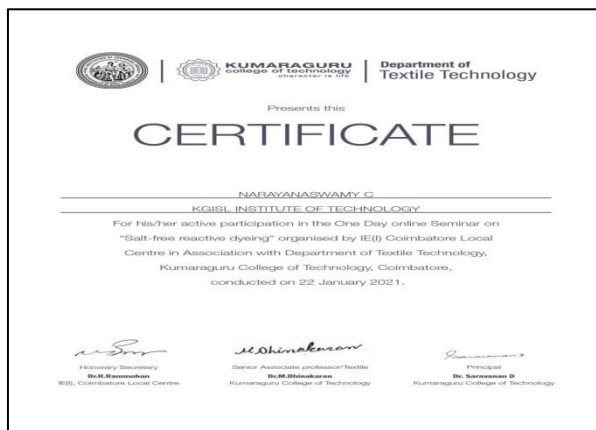 KUMARAGURU
college of technology
character is life
Department of
Textile Technology
Presents this
CERTIFICATE
NARAYANASWAMY C
KGISL INSTITUTE OF TECHNOLOGY
For his/her active participation in the One Day online Seminar on
"Salt-free reactive dyeing" organised by IE(I) Coimbatore Local
Centre in Association with Department of Textile Technology,
Kumaraguru College of Technology, Coimbatore,
conducted on 22 January 2021.
M.Dhinakaran
Honorary Secretary
Dr.R.Rammohan
IE(I), Coimbatore Local Centre
Senior Associate professor/Textile
Dr.M.Dhinakaran
Kumaraguru College of Technology
Principal
Dr. Saravanan D
Kumaraguru College of Technology